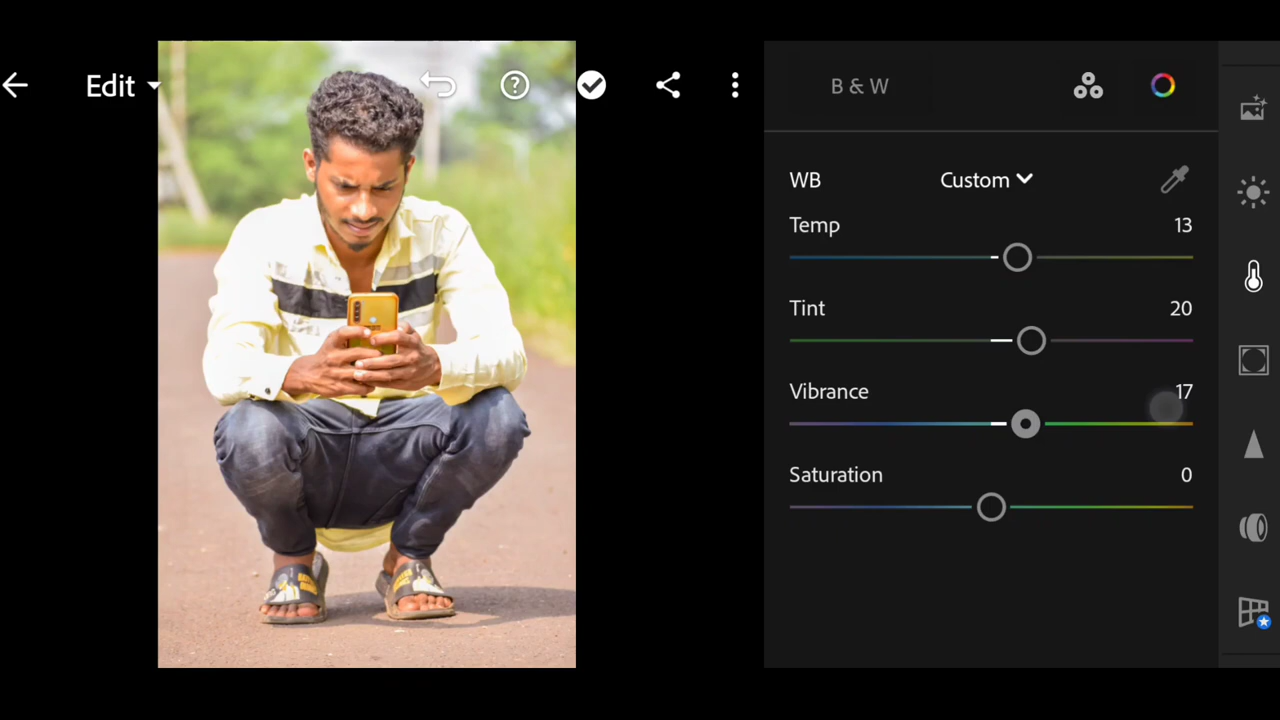 Edit
B & W
WB
Custom
Temp
13
Tint
20
Vibrance
17
Saturation
0